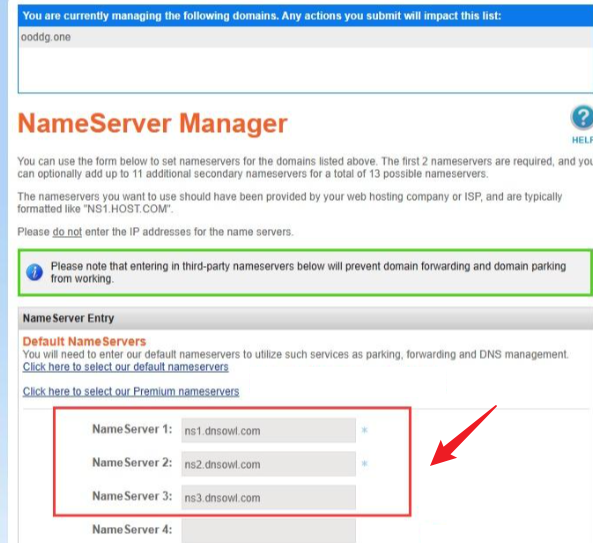 You are currently managing the following domains. Any actions you submit will impact this list:
ooddg.one
NameServer Manager
HELP
You can use the form below to set nameservers for the domains listed above. The first 2 nameservers are required, and you
can optionally add up to 11 additional secondary nameservers for a total of 13 possible nameservers.
The nameservers you want to use should have been provided by your web hosting company or ISP, and are typically
formatted like "NS1.HOST.COM".
Please do not enter the IP addresses for the name servers.
Please note that entering in third-party nameservers below will prevent domain forwarding and domain parking
from working.
NameServer Entry
Default NameServers
You will need to enter our default nameservers to utilize such services as parking, forwarding and DNS management.
Click here to select our default nameservers
Click here to select our Premium nameservers
NameServer 1: ns1.dnsowl.com *
NameServer 2: ns2.dnsowl.com *
NameServer 3: ns3.dnsowl.com
NameServer 4: